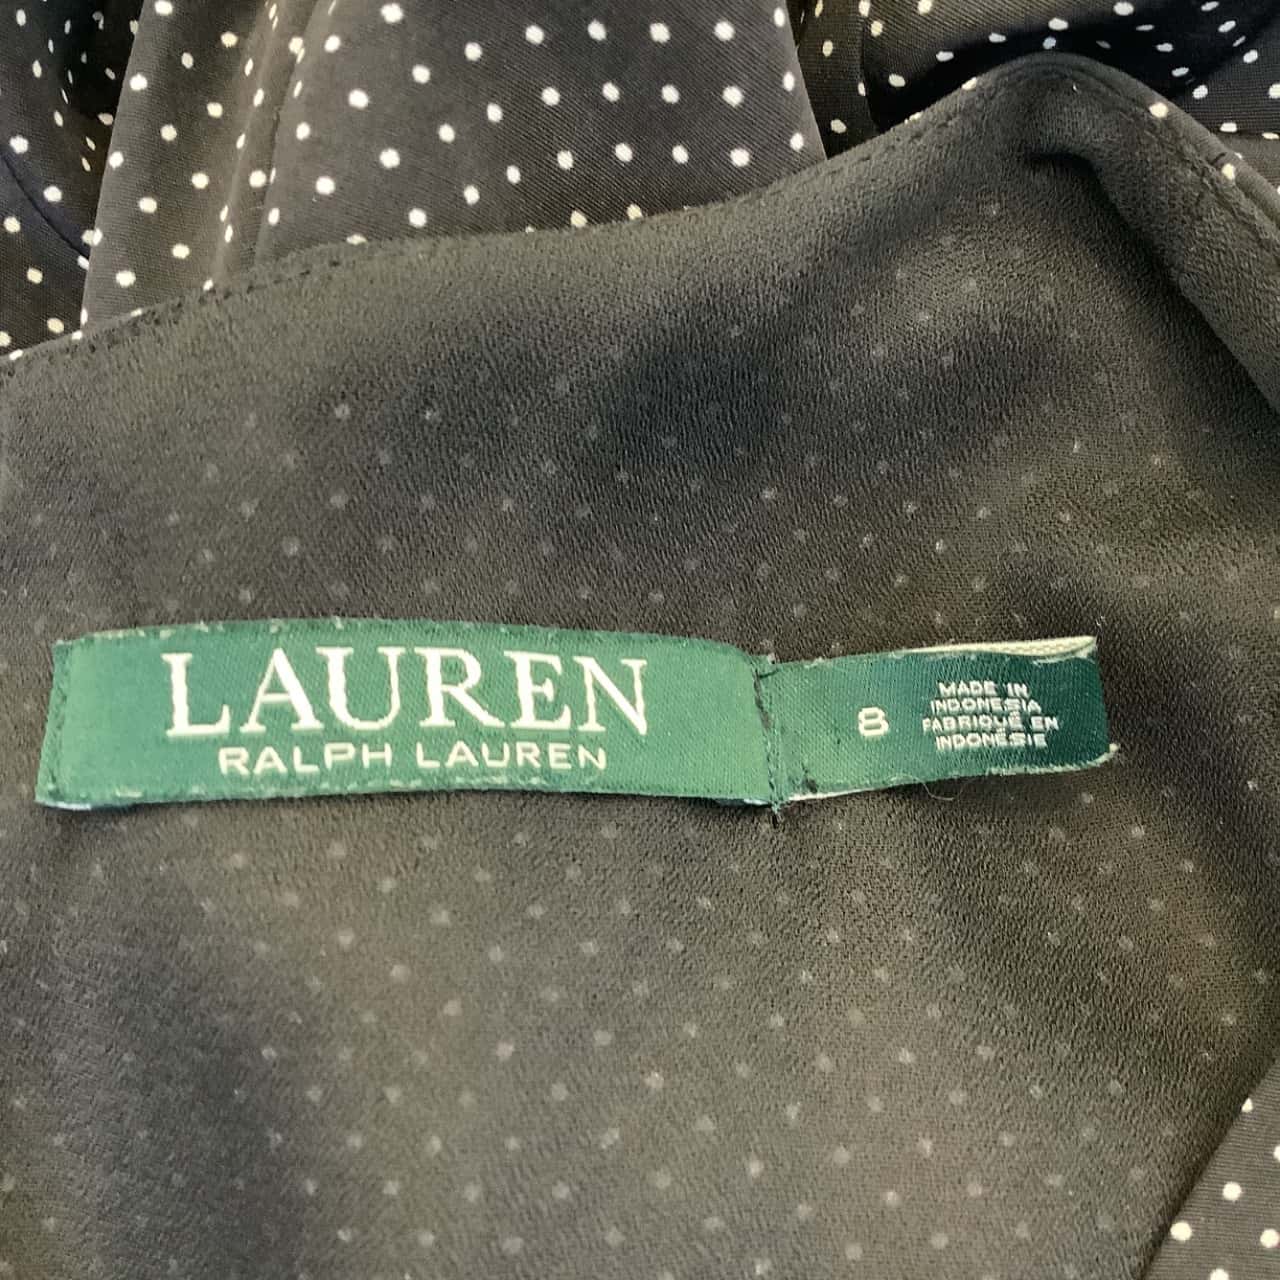 LAUREN
RALPH LAUREN
8
MADE IN
INDONESIA
FABRIQUÉ EN
INDONÉSIE